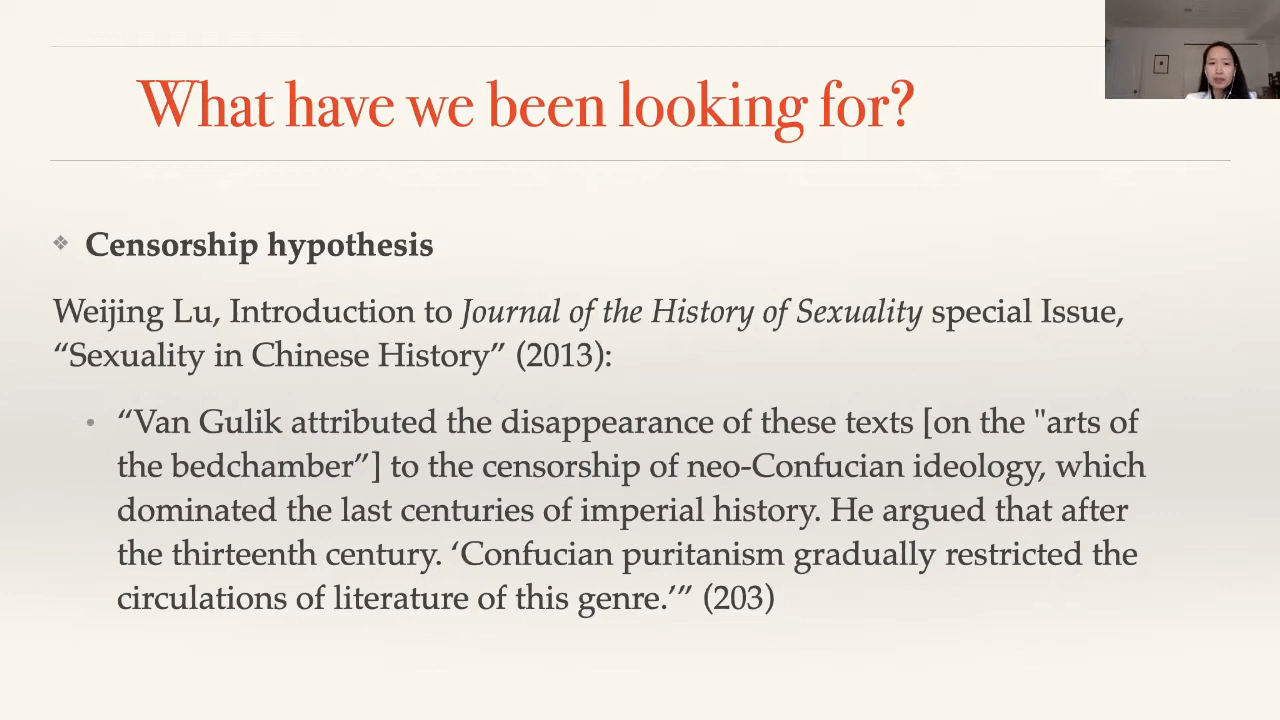 What have we been looking for?
❖ Censorship hypothesis
Weijing Lu, Introduction to Journal of the History of Sexuality special Issue,
“Sexuality in Chinese History” (2013):
• “Van Gulik attributed the disappearance of these texts [on the "arts of
the bedchamber”] to the censorship of neo-Confucian ideology, which
dominated the last centuries of imperial history. He argued that after
the thirteenth century. ‘Confucian puritanism gradually restricted the
circulations of literature of this genre.’” (203)